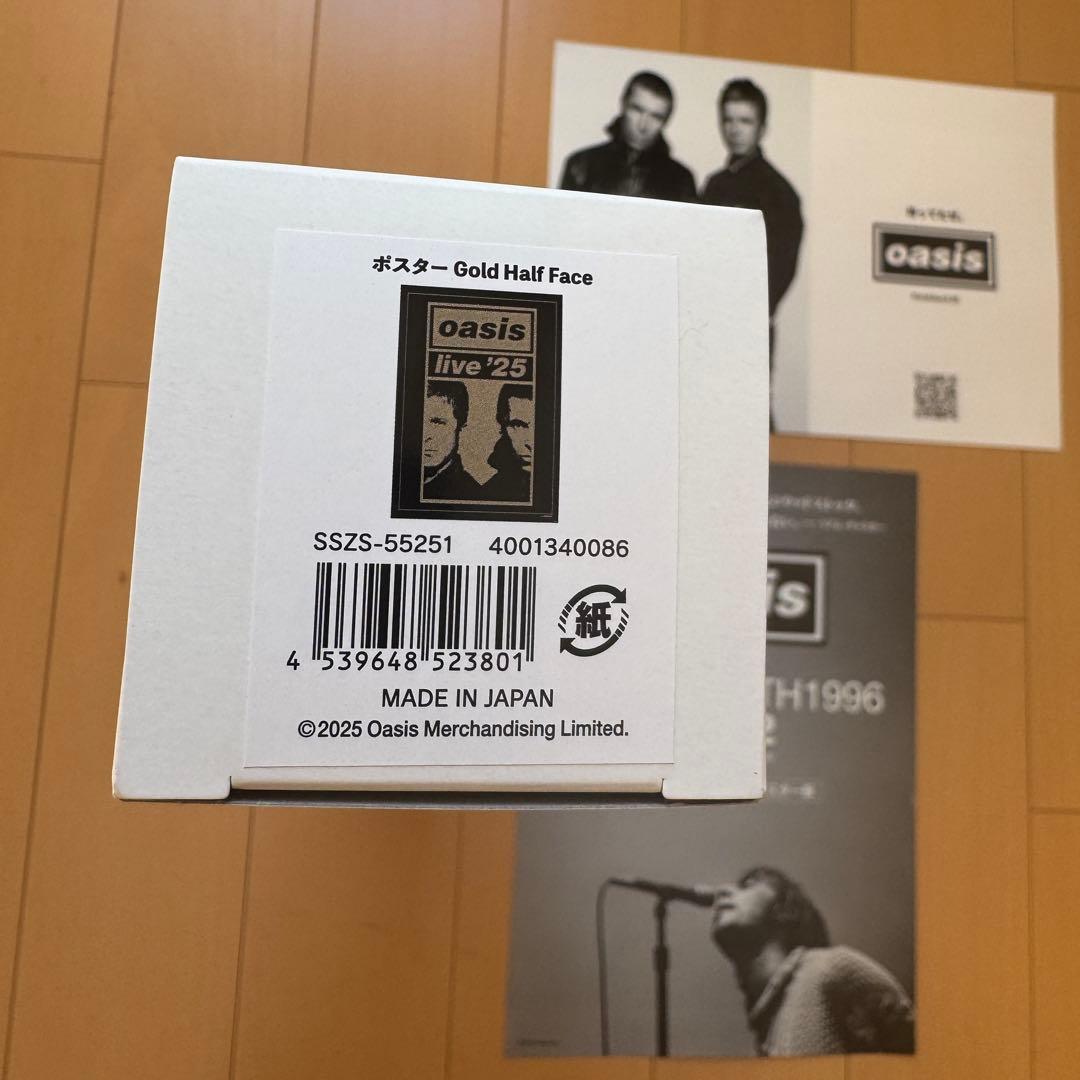 ポスター Gold Half Face
oasis
live '25
SSZS-55251 4001340086
4 539648 523801
紙
MADE IN JAPAN
©2025 Oasis Merchandising Limited.
oasis
is
TH1996